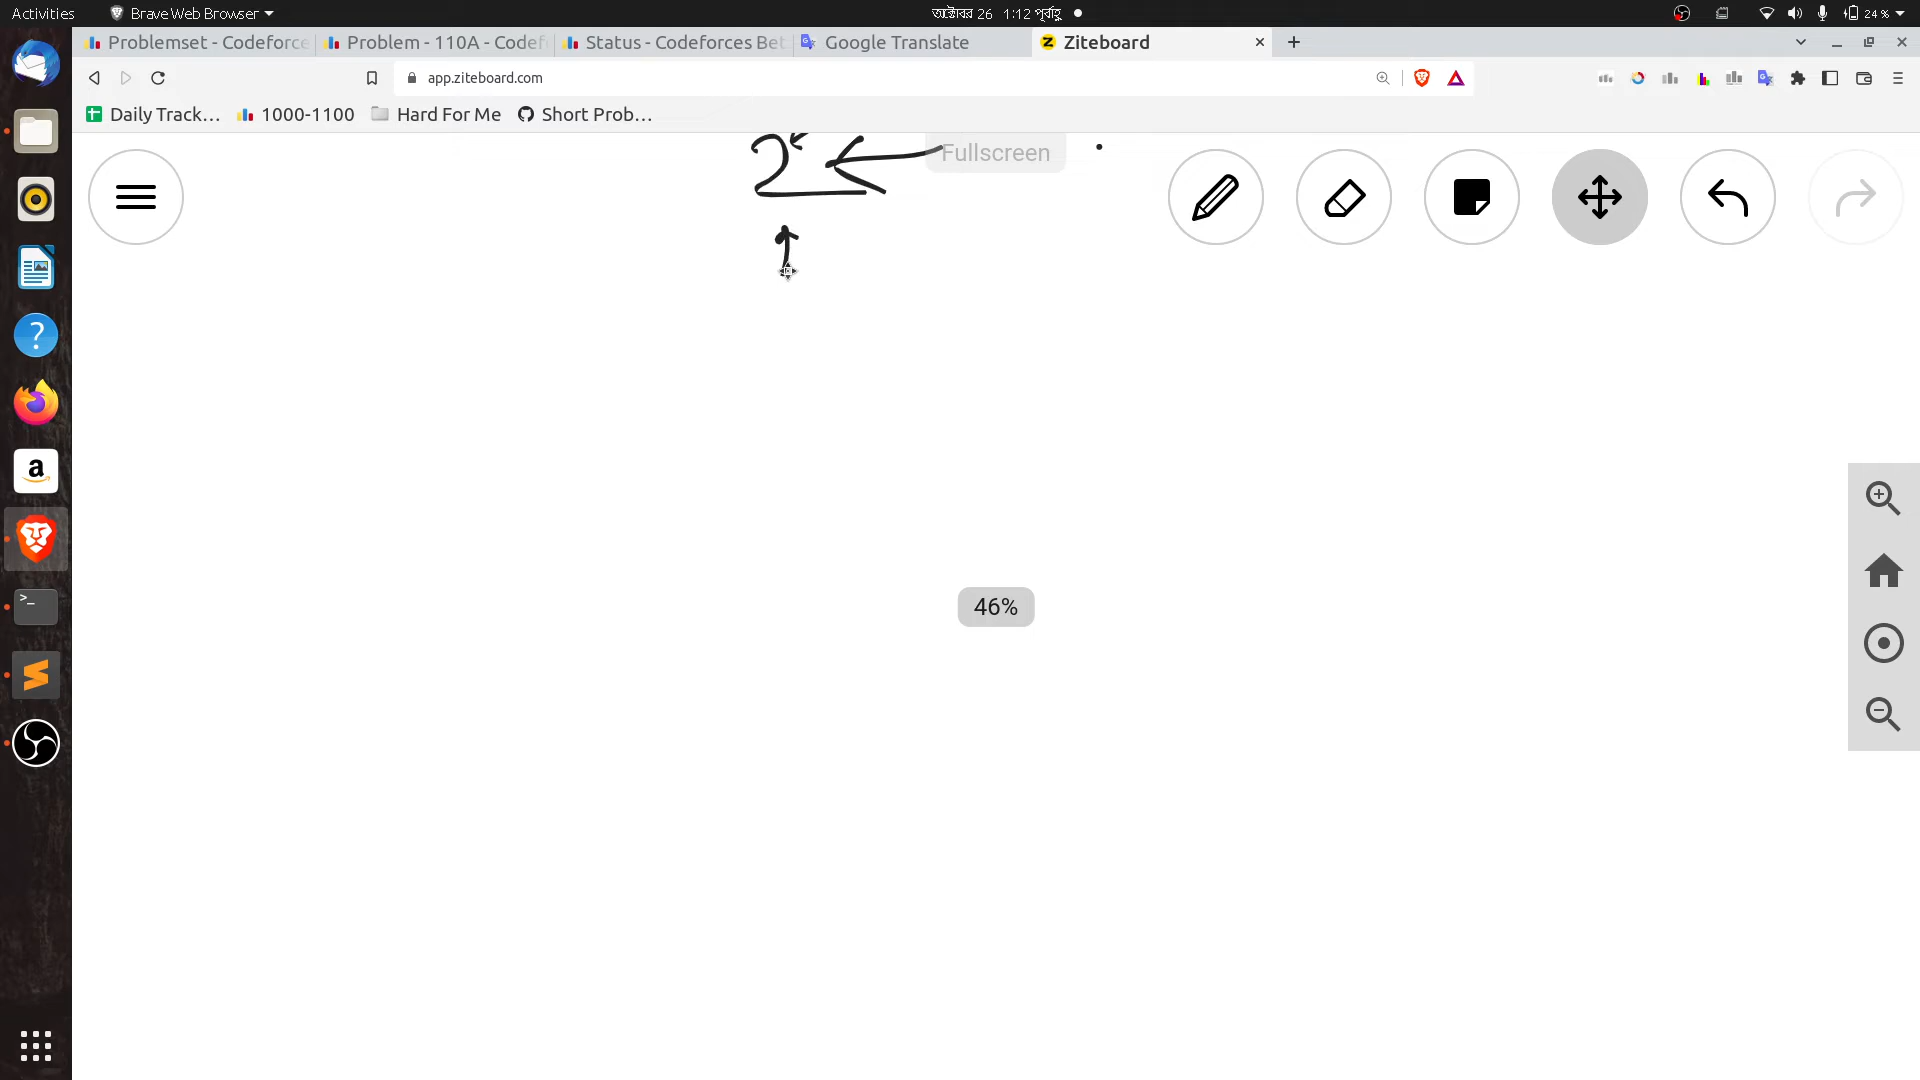 Activities Brave Web Browser অক্টোবর 26 1:12 পূর্বাহ্ণ 24 %
Problemset - Codeforce Problem - 110A - Codef Status - Codeforces Bet Google Translate Ziteboard
app.ziteboard.com
Daily Track... 1000-1100 Hard For Me Short Prob...
2
Fullscreen
46%